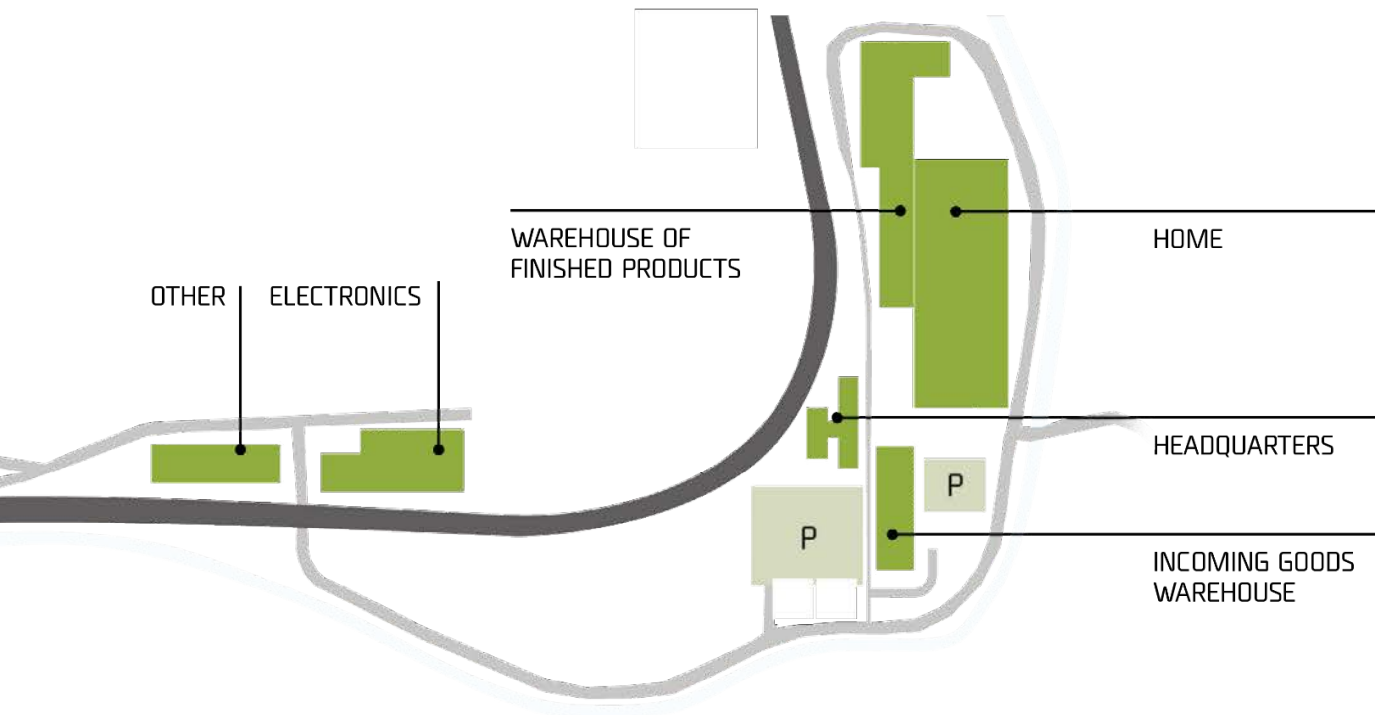 WAREHOUSE OF
FINISHED PRODUCTS
HOME
OTHER
ELECTRONICS
HEADQUARTERS
P
P
INCOMING GOODS
WAREHOUSE